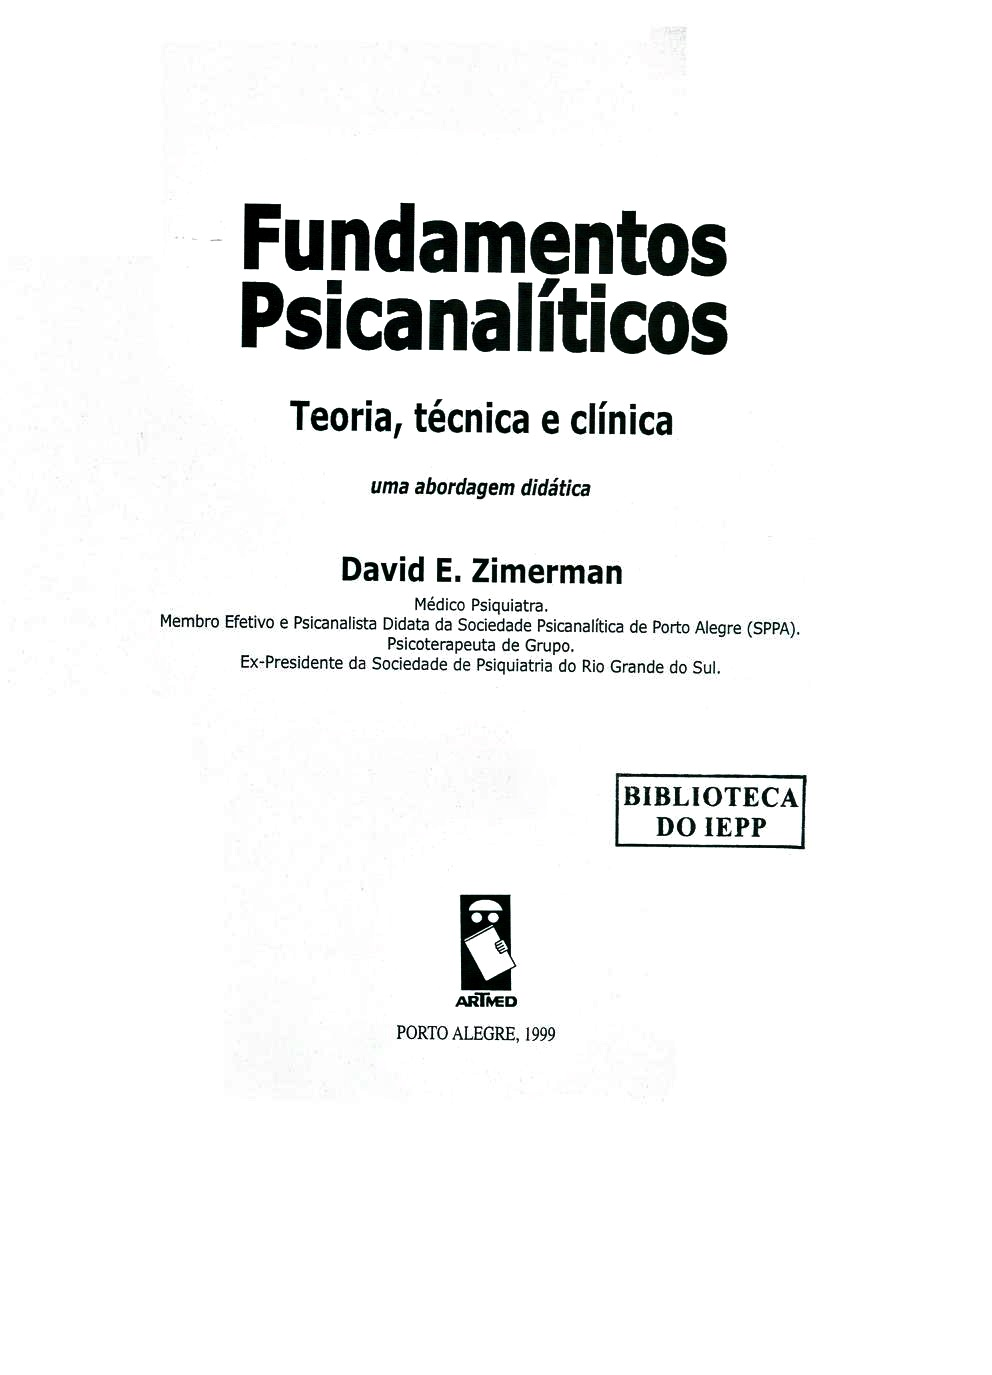 Fundamentos
Psicanalíticos
Teoria, técnica e clínica
uma abordagem didática
David E. Zimerman
Médico Psiquiatra.
Membro Efetivo e Psicanalista Didata da Sociedade Psicanalítica de Porto Alegre (SPPA).
Psicoterapeuta de Grupo.
Ex-Presidente da Sociedade de Psiquiatria do Rio Grande do Sul.
BIBLIOTECA
DO IEPP
ARTMED
PORTO ALEGRE, 1999